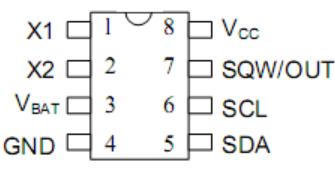 X1 1 8 VCC
X2 2 7 SQW/OUT
VBAT 3 6 SCL
GND 4 5 SDA